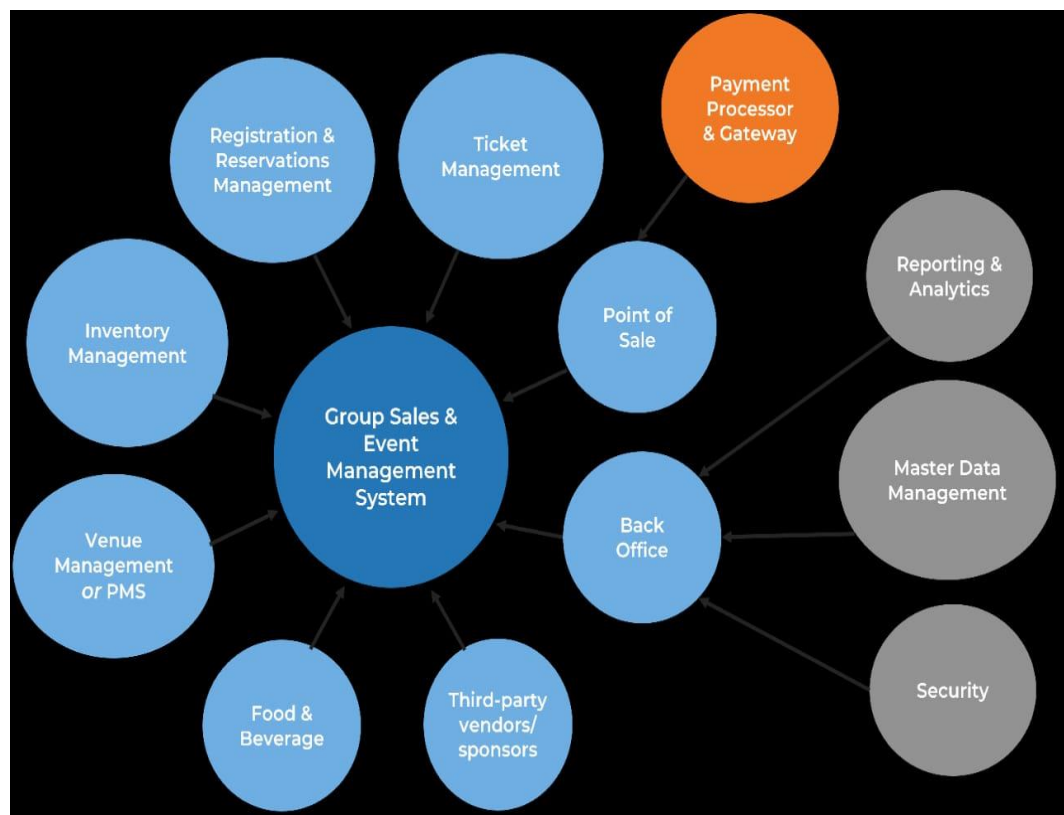 Payment
Processor
& Gateway
Registration &
Reservations
Management
Ticket
Management
Reporting &
Analytics
Point of
Sale
Inventory
Management
Group Sales &
Event
Management
System
Master Data
Management
Back
Office
Venue
Management
or PMS
Security
Food &
Beverage
Third-party
vendors/
sponsors